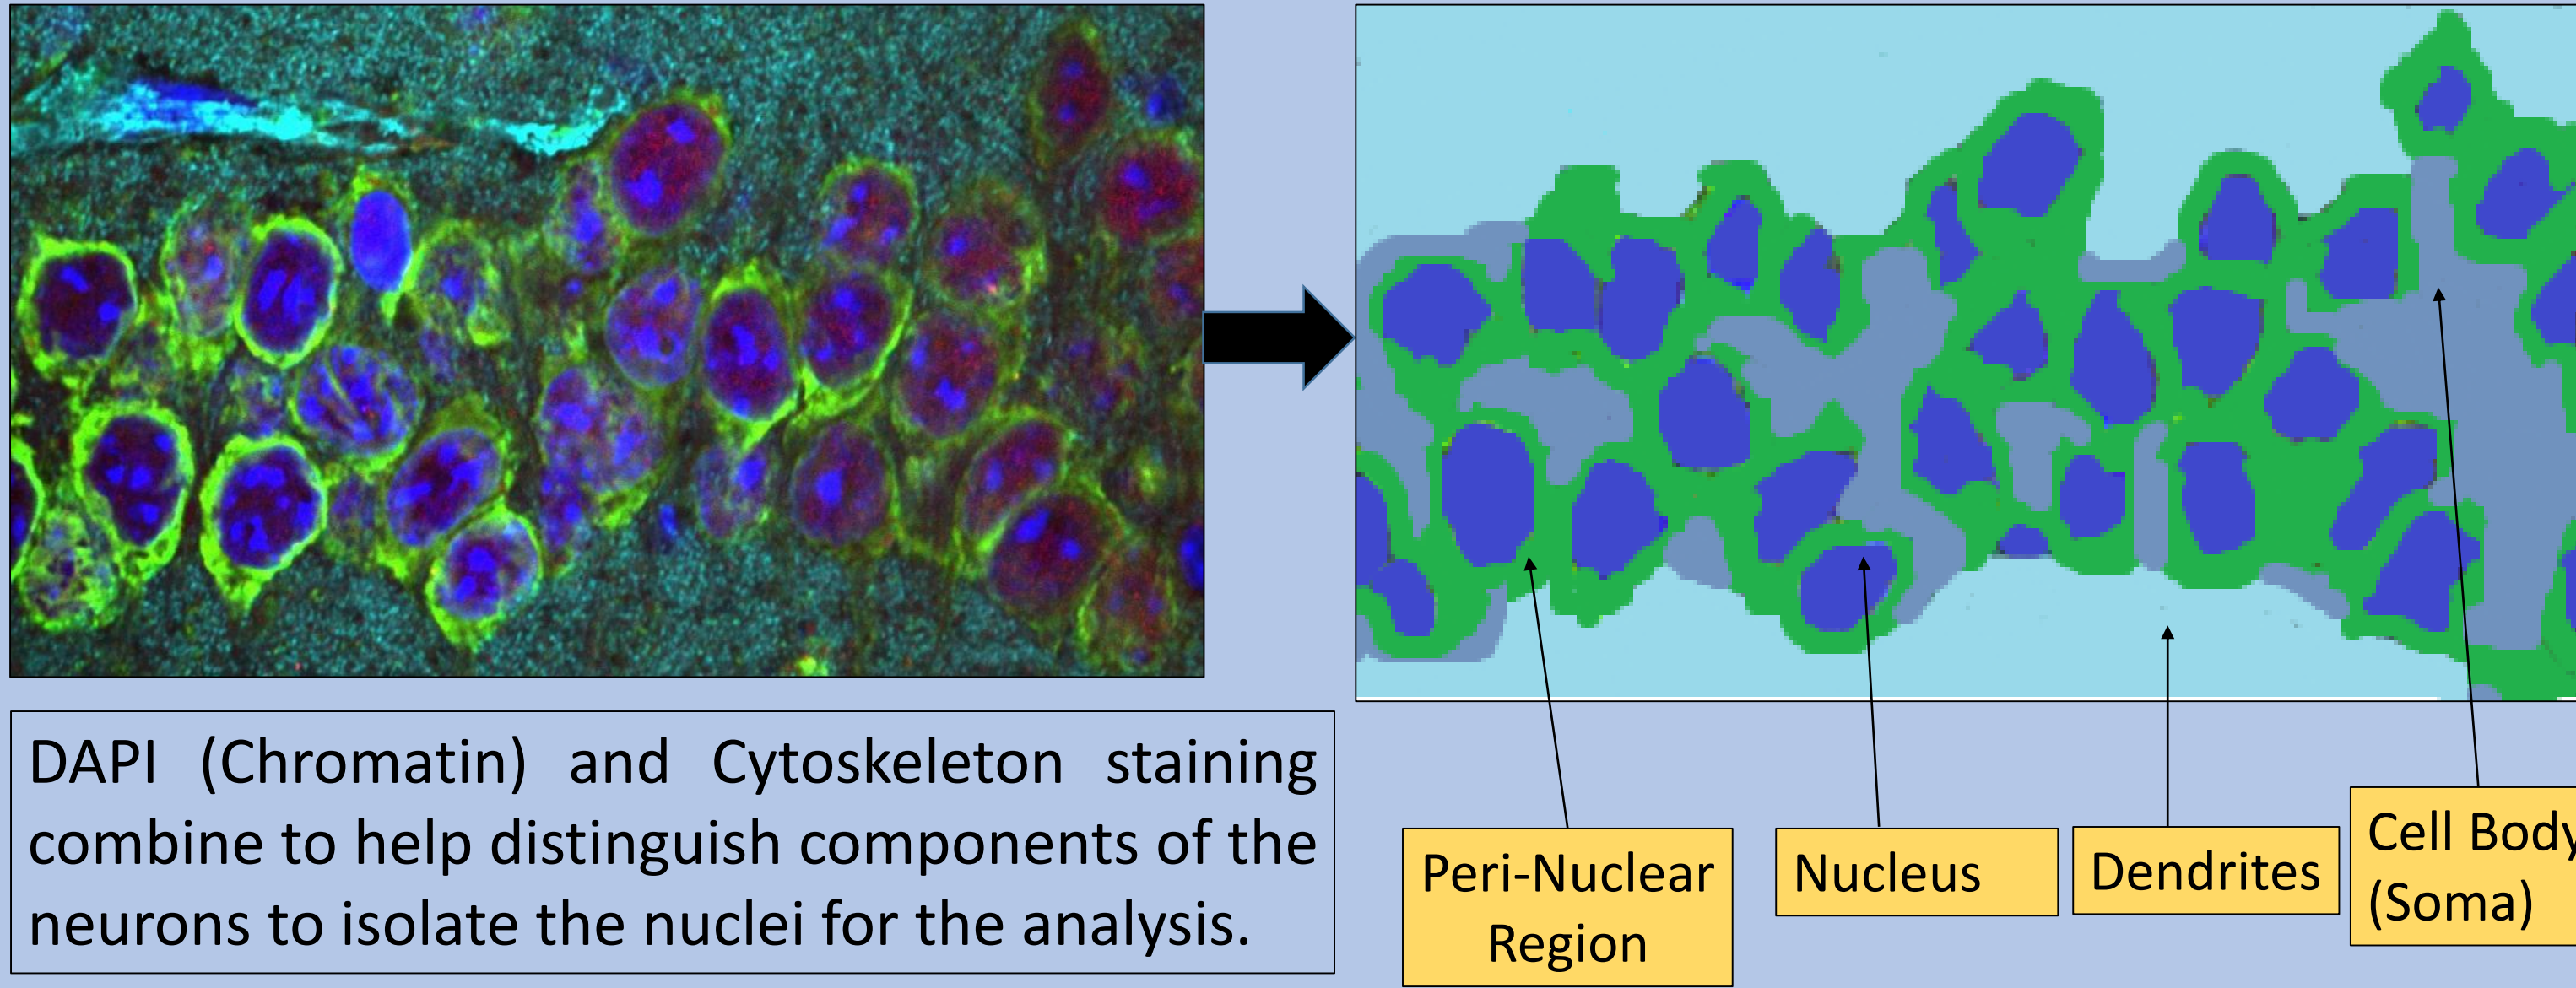 DAPI (Chromatin) and Cytoskeleton staining
combine to help distinguish components of the
neurons to isolate the nuclei for the analysis.
Peri-Nuclear
Region
Nucleus
Dendrites
Cell Body
(Soma)